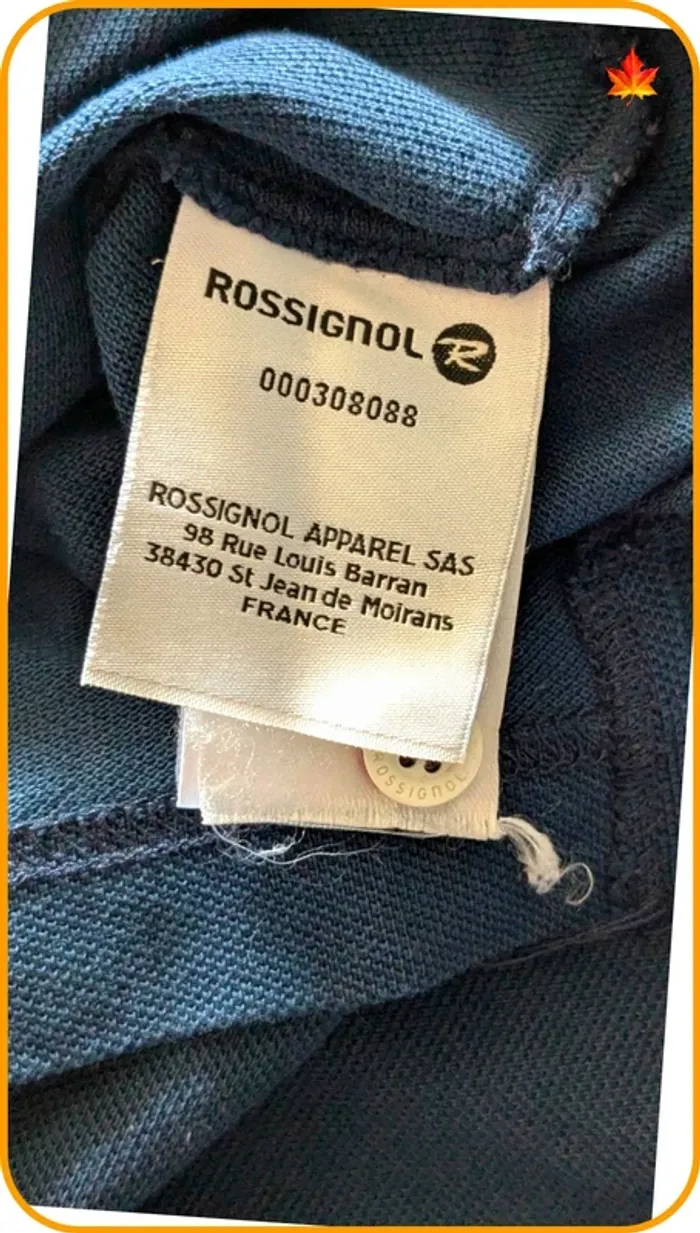 ROSSIGNOL R
000308088
ROSSIGNOL APPAREL SAS
98 Rue Louis Barran
38430 St Jean de Moirans
FRANCE
ROSSIGNOL